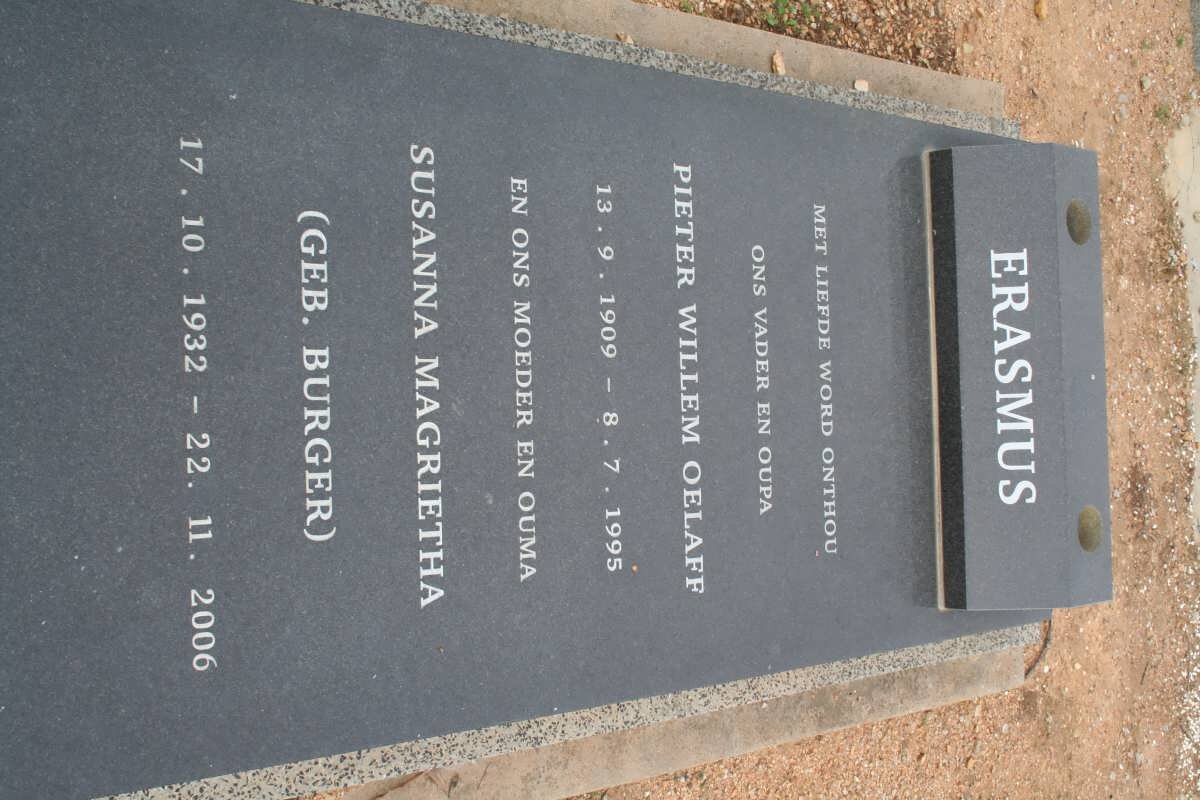 ERASMUS
MET LIEFDE WORD ONTHOU
ONS VADER EN OUPA
PIETER WILLEM OELAFF
13.9.1909 – 8.7.1995
EN ONS MOEDER EN OUMA
SUSANNA MAGRIETHA
(GEB. BURGER)
17.10.1932 – 22.11.2006